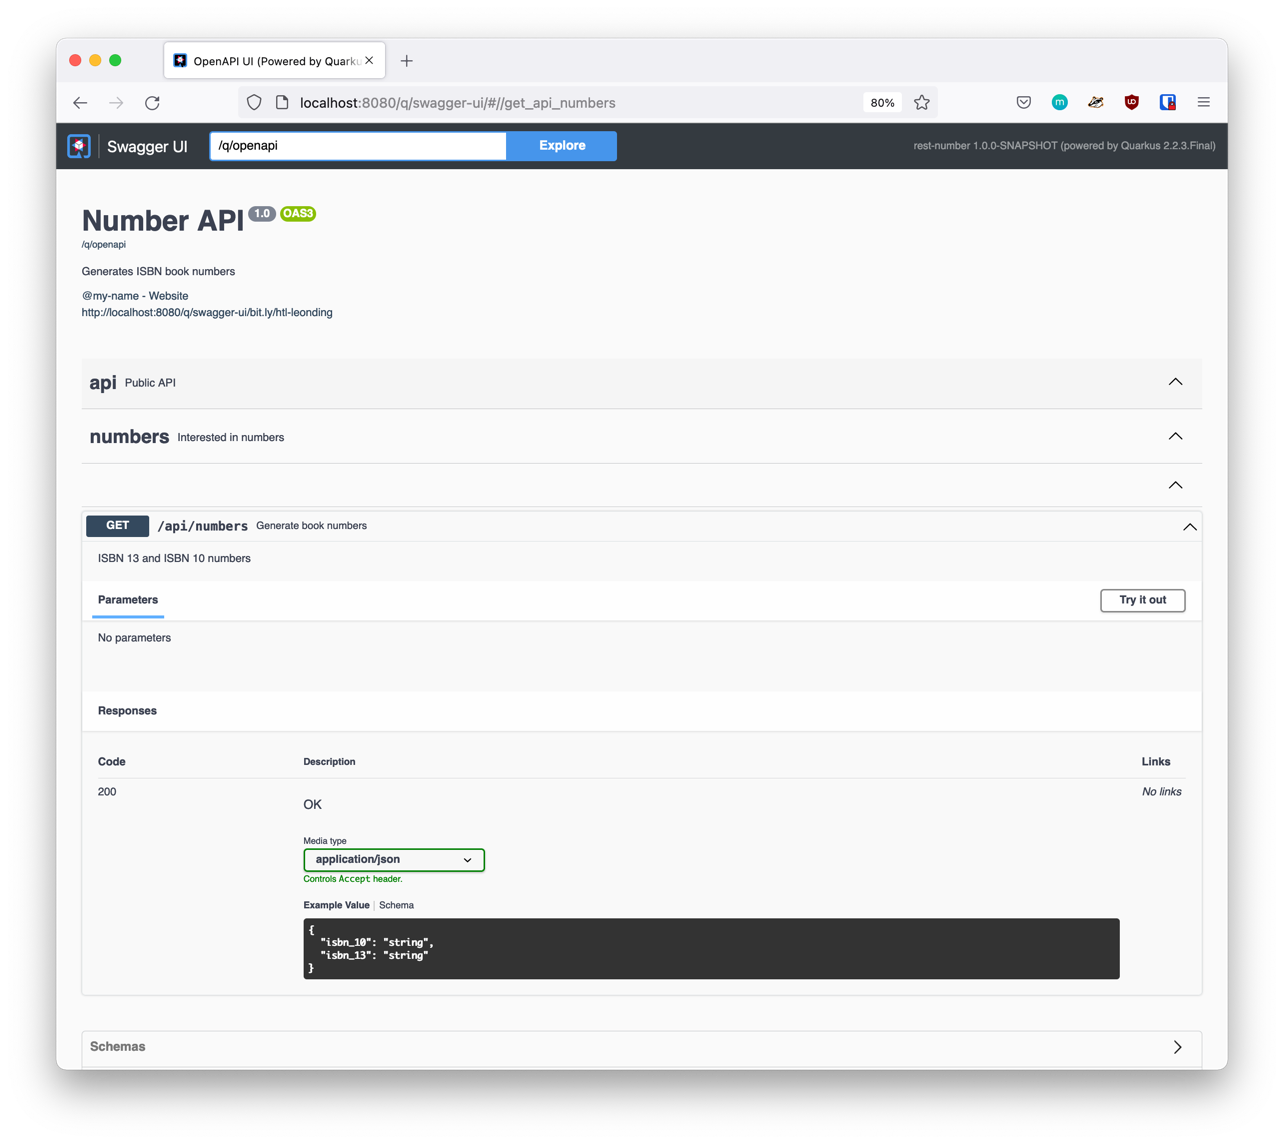 OpenAPI UI (Powered by Quarku
localhost:8080/q/swagger-ui/#//get_api_numbers
80%
m
Swagger UI
/q/openapi
Explore
rest-number 1.0.0-SNAPSHOT (powered by Quarkus 2.2.3.Final)
Number API 1.0 OAS3
/q/openapi
Generates ISBN book numbers
@my-name - Website
http://localhost:8080/q/swagger-ui/bit.ly/htl-leonding
api Public API
numbers Interested in numbers
GET /api/numbers Generate book numbers
ISBN 13 and ISBN 10 numbers
Parameters
Try it out
No parameters
Responses
Code Description Links
200
OK
No links
Media type
application/json
Controls Accept header.
Example Value | Schema
{
  "isbn_10": "string",
  "isbn_13": "string"
}
Schemas